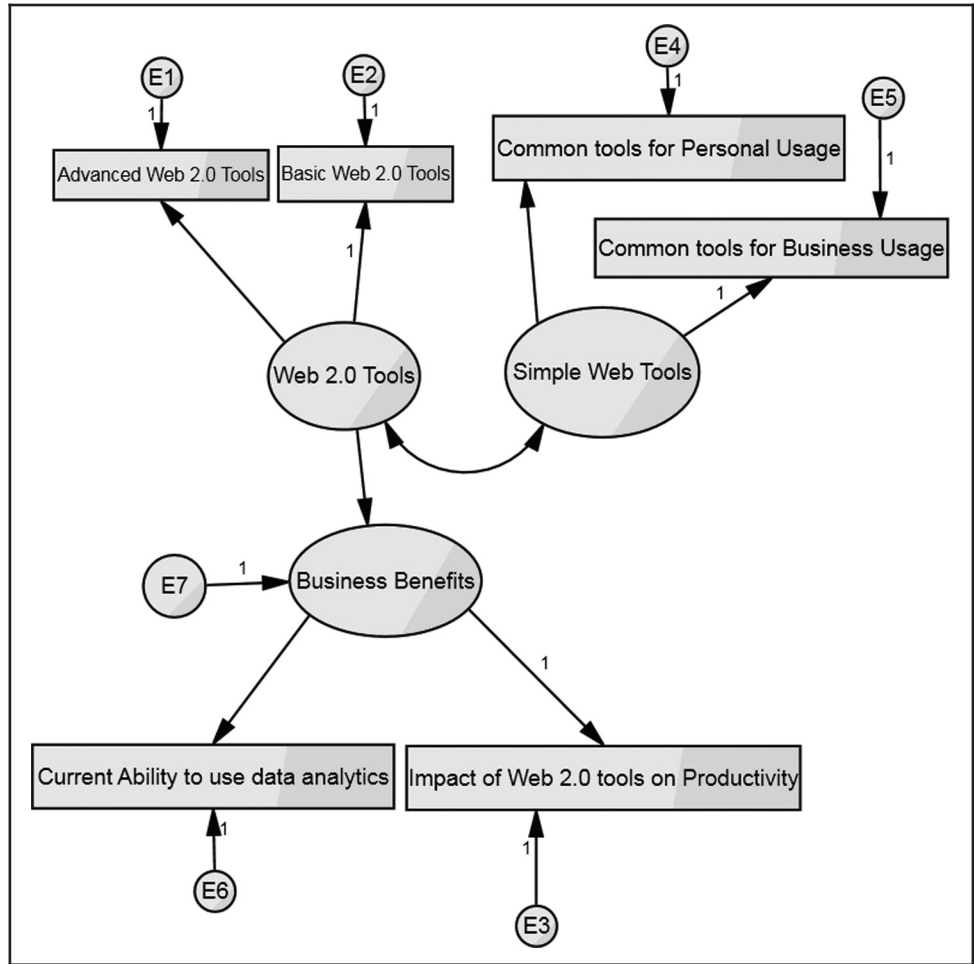 E4
E1
E2
E5
1
1
1
1
Common tools for Personal Usage
Advanced Web 2.0 Tools
Basic Web 2.0 Tools
Common tools for Business Usage
1
1
Web 2.0 Tools
Simple Web Tools
E7
1
Business Benefits
1
Current Ability to use data analytics
Impact of Web 2.0 tools on Productivity
1
1
E6
E3